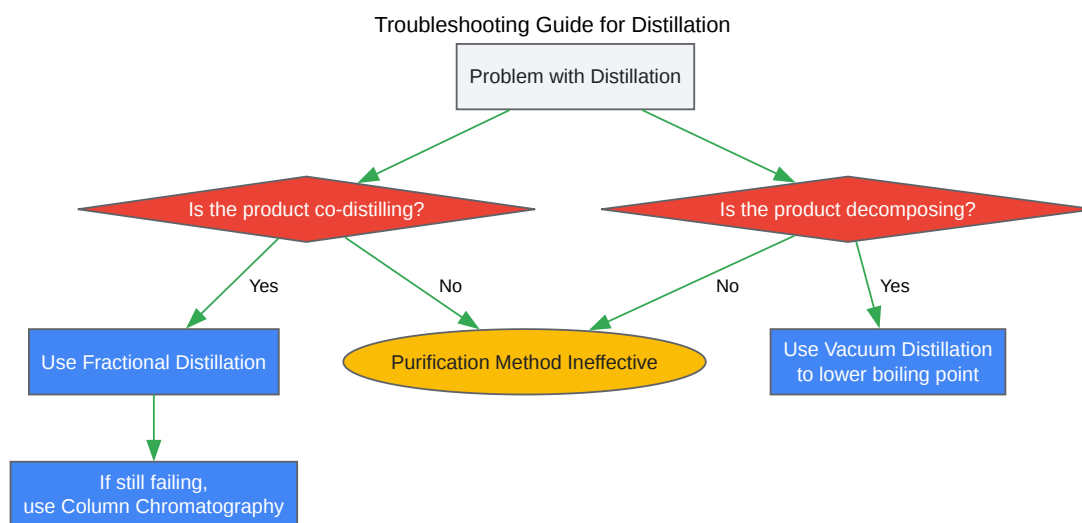 Troubleshooting Guide for Distillation
Problem with Distillation
Is the product co-distilling?
Is the product decomposing?
Yes
No
No
Yes
Use Fractional Distillation
Purification Method Ineffective
Use Vacuum Distillation
to lower boiling point
If still failing,
use Column Chromatography